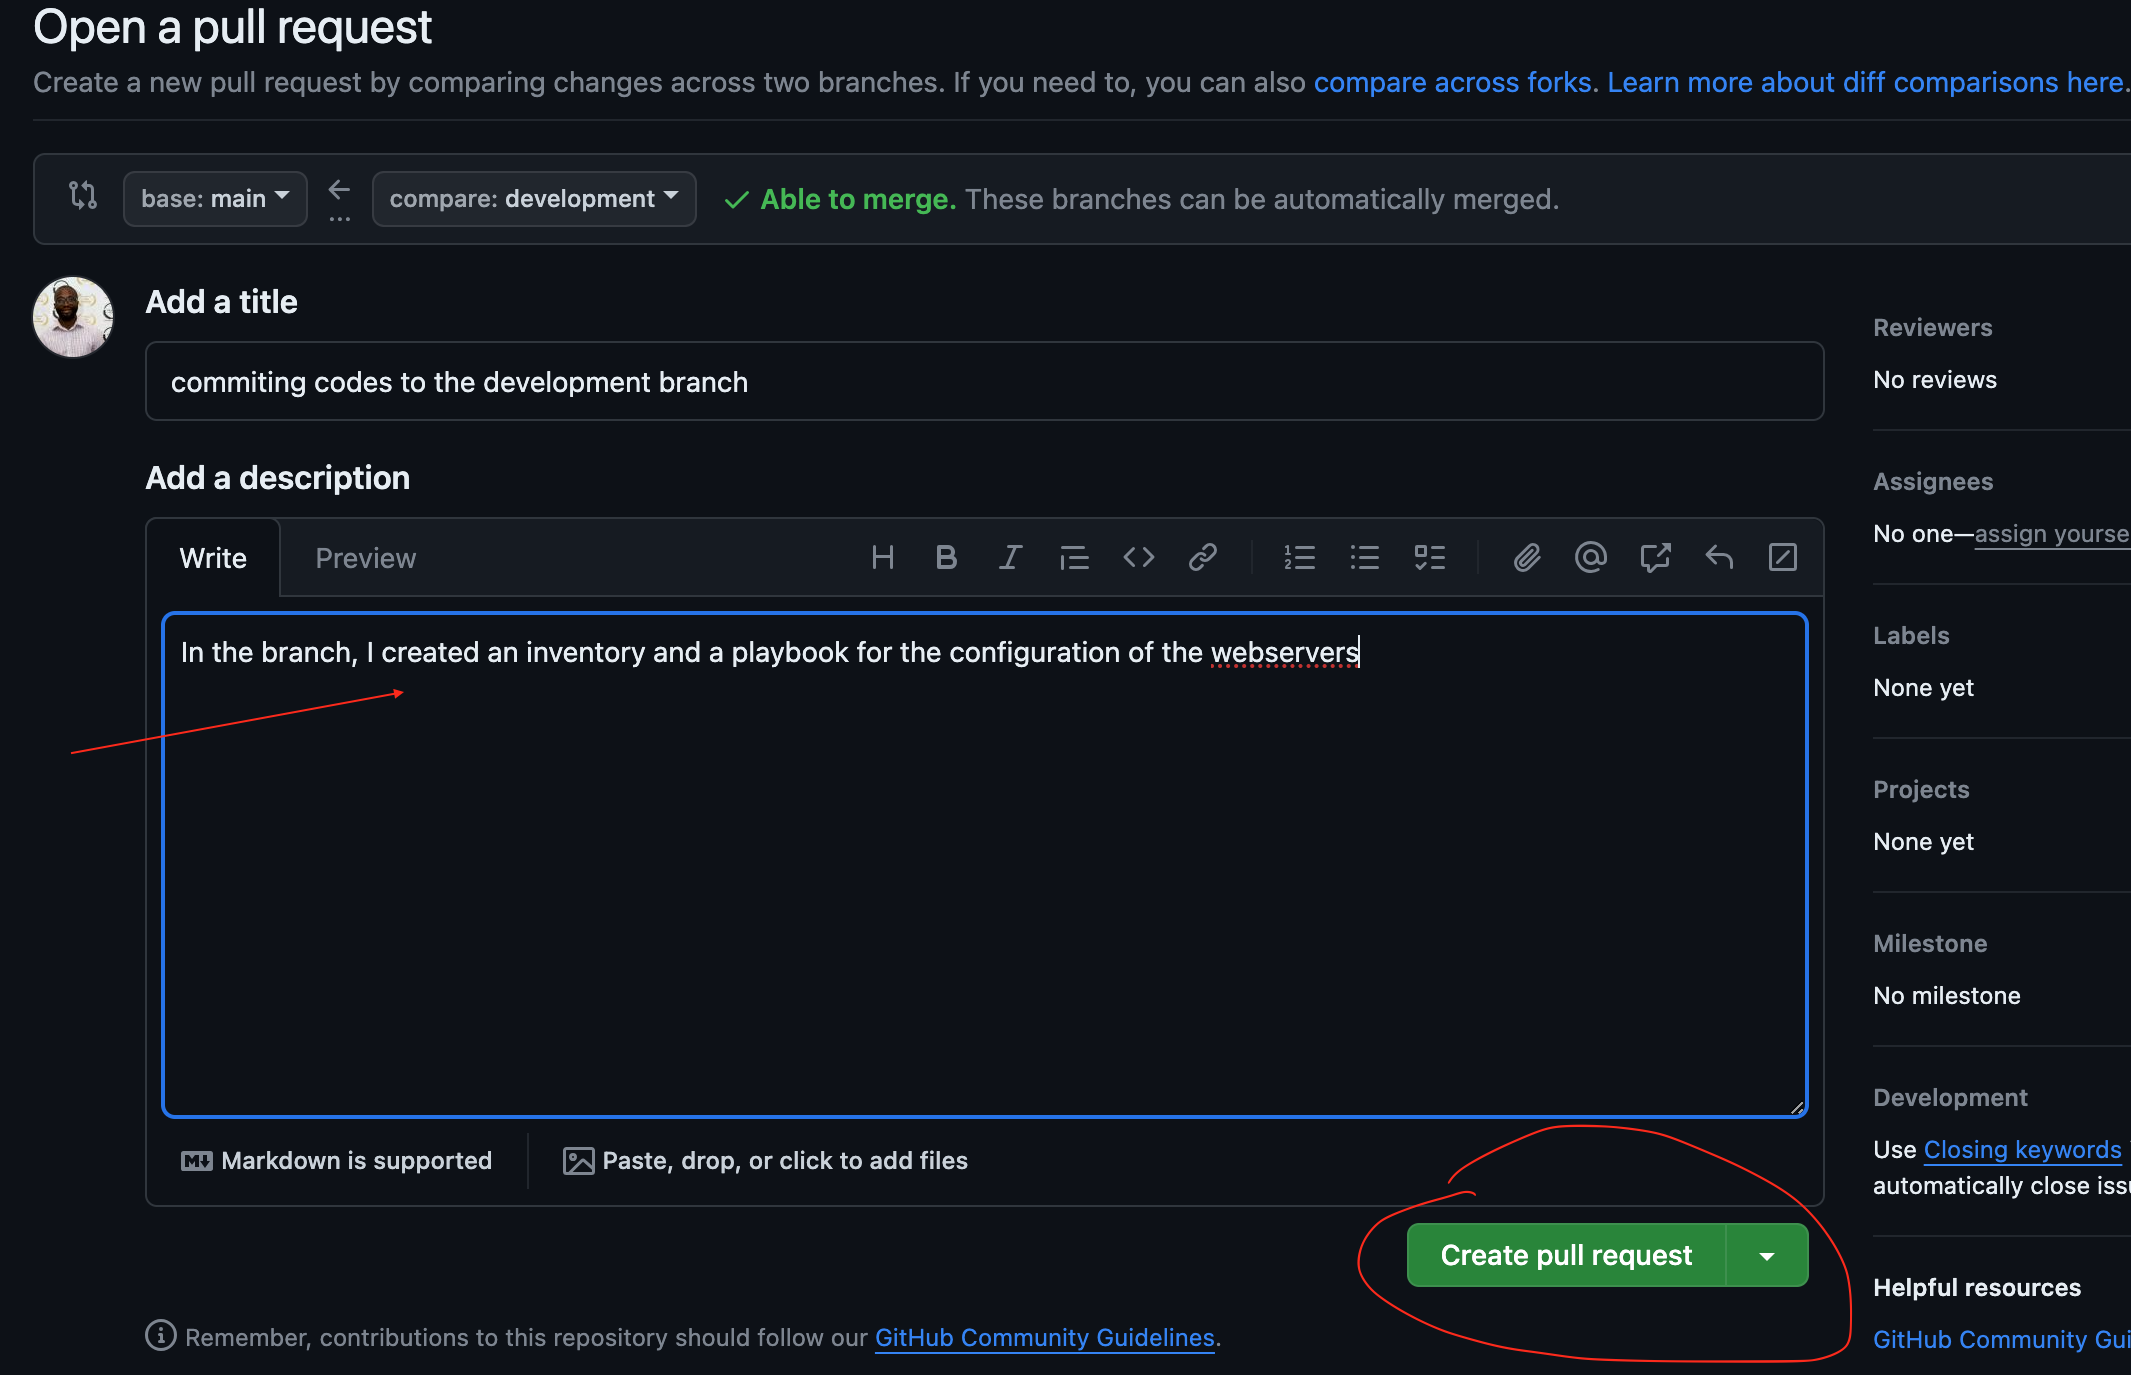 Open a pull request
Create a new pull request by comparing changes across two branches. If you need to, you can also compare across forks. Learn more about diff comparisons here.
base: main
compare: development
Able to merge. These branches can be automatically merged.
Add a title
commiting codes to the development branch
Add a description
Write
Preview
In the branch, I created an inventory and a playbook for the configuration of the webservers
Markdown is supported
Paste, drop, or click to add files
Create pull request
Remember, contributions to this repository should follow our GitHub Community Guidelines.
Reviewers
No reviews
Assignees
No one—assign yourse
Labels
None yet
Projects
None yet
Milestone
No milestone
Development
Use Closing keywords
automatically close iss
Helpful resources
GitHub Community Gui